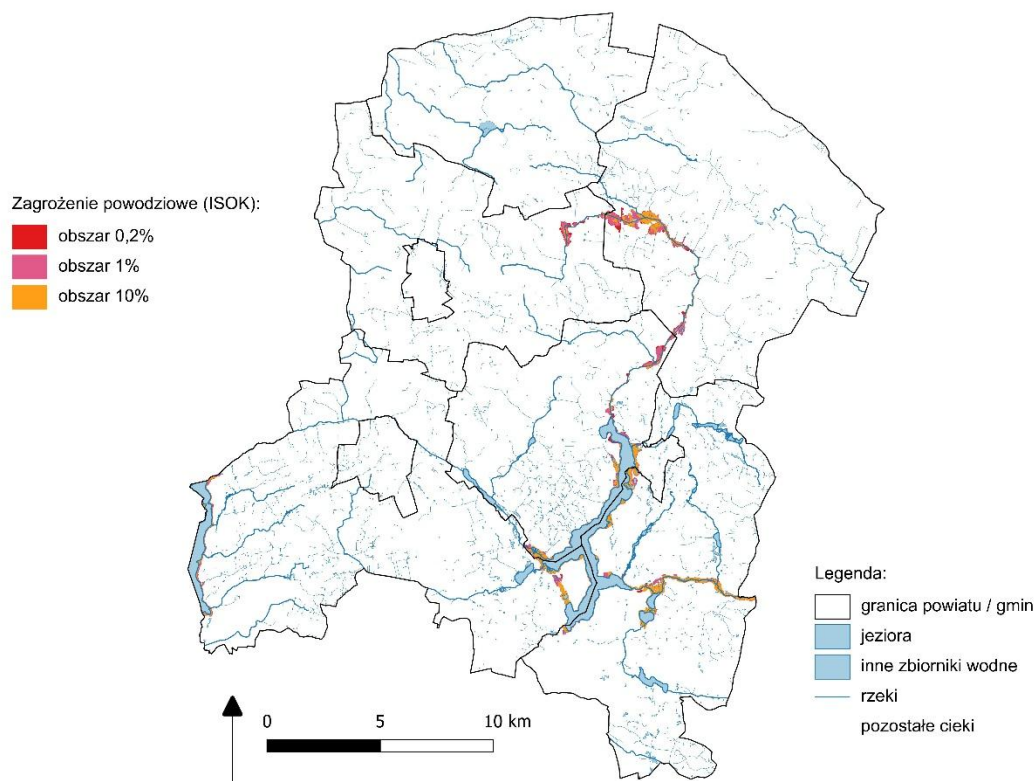 Zagrożenie powodziowe (ISOK):
obszar 0,2%
obszar 1%
obszar 10%
Legenda:
granica powiatu / gmin
jeziora
inne zbiorniki wodne
rzeki
pozostałe cieki
0 5 10 km